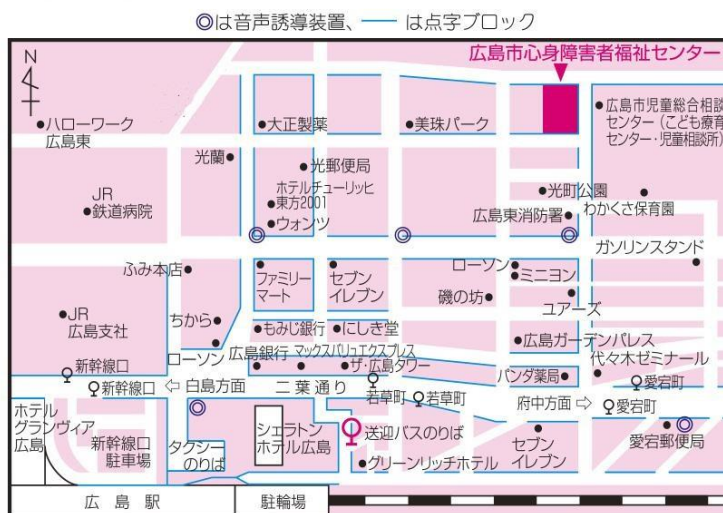 ◎は音声誘導装置、── は点字ブロック
広島市心身障害者福祉センター
N
ハローワーク
広島東
大正製薬
美珠パーク
広島市児童総合相談
センター（こども療育
センター・児童相談所）
光蘭
光郵便局
JR
鉄道病院
ホテルチューリッヒ
東方2001
ウォンツ
光町公園
わかくさ保育園
広島東消防署
ガソリンスタンド
ふみ本店
ファミリー
マート
セブン
イレブン
ローソン
ミニヨン
磯の坊
ユアーズ
JR
広島支社
ちから
もみじ銀行
にしき堂
広島ガーデンパレス
ローソン
広島銀行
マックスバリュエクスプレス
ザ・広島タワー
代々木ゼミナール
新幹線口
パンダ薬局
新幹線口
⇦ 白島方面
二葉通り
若草町
若草町
府中方面 ⇨
愛宕町
愛宕町
ホテル
グランヴィア
広島
新幹線口
駐車場
タクシー
のりば
シェラトン
ホテル広島
送迎バスのりば
グリーンリッチホテル
セブン
イレブン
愛宕郵便局
広島駅
駐輪場